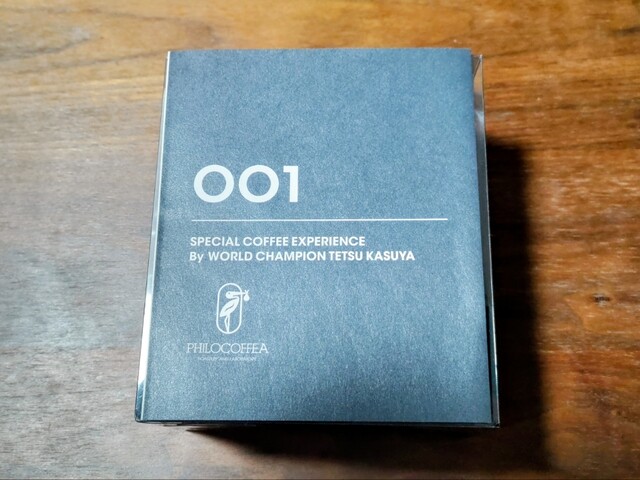 001
SPECIAL COFFEE EXPERIENCE
By WORLD CHAMPION TETSU KASUYA
PHILOCOFFEA